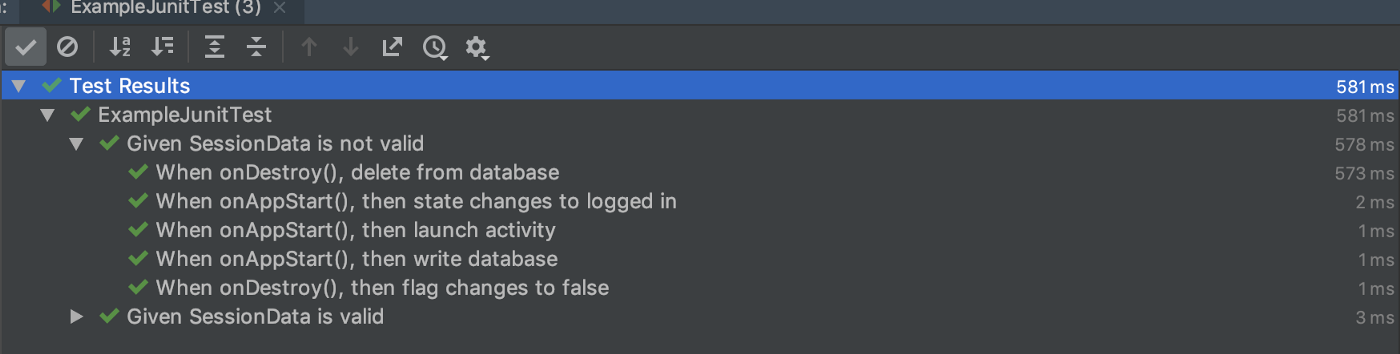 ExampleJunitTest (3)
Test Results 581 ms
ExampleJunitTest 581 ms
Given SessionData is not valid 578 ms
When onDestroy(), delete from database 573 ms
When onAppStart(), then state changes to logged in 2 ms
When onAppStart(), then launch activity 1 ms
When onAppStart(), then write database 1 ms
When onDestroy(), then flag changes to false 1 ms
Given SessionData is valid 3 ms